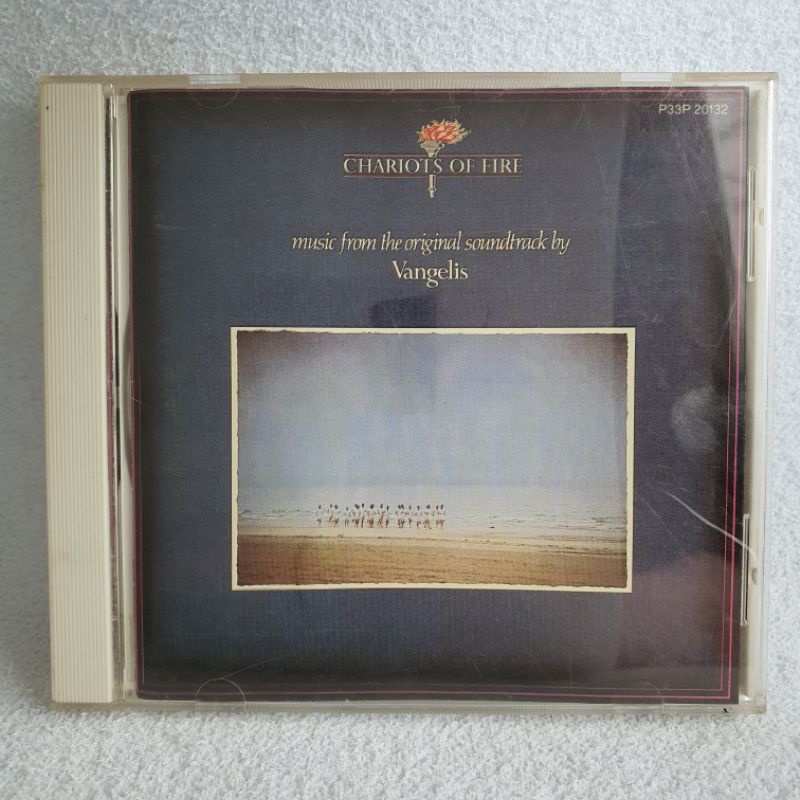 P33P 20132
CHARIOTS OF FIRE
music from the original soundtrack by
Vangelis